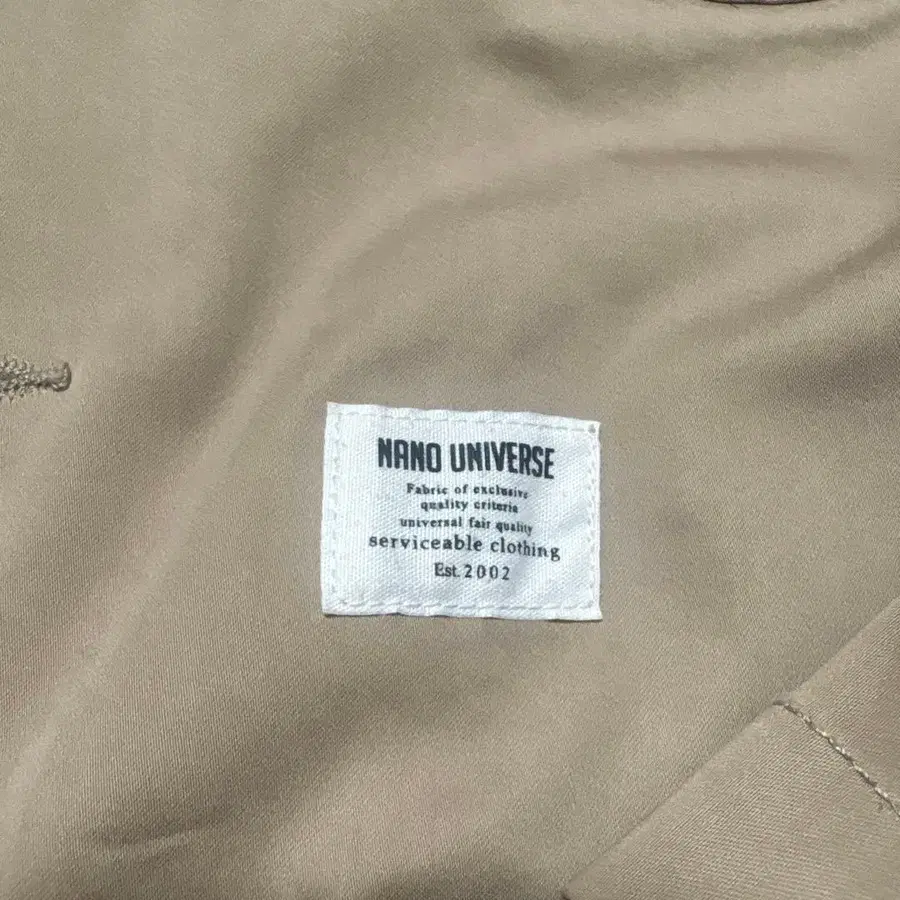 NANO UNIVERSE
Fabric of exclusive
quality criteria
universal fair quality
serviceable clothing
Est. 2002